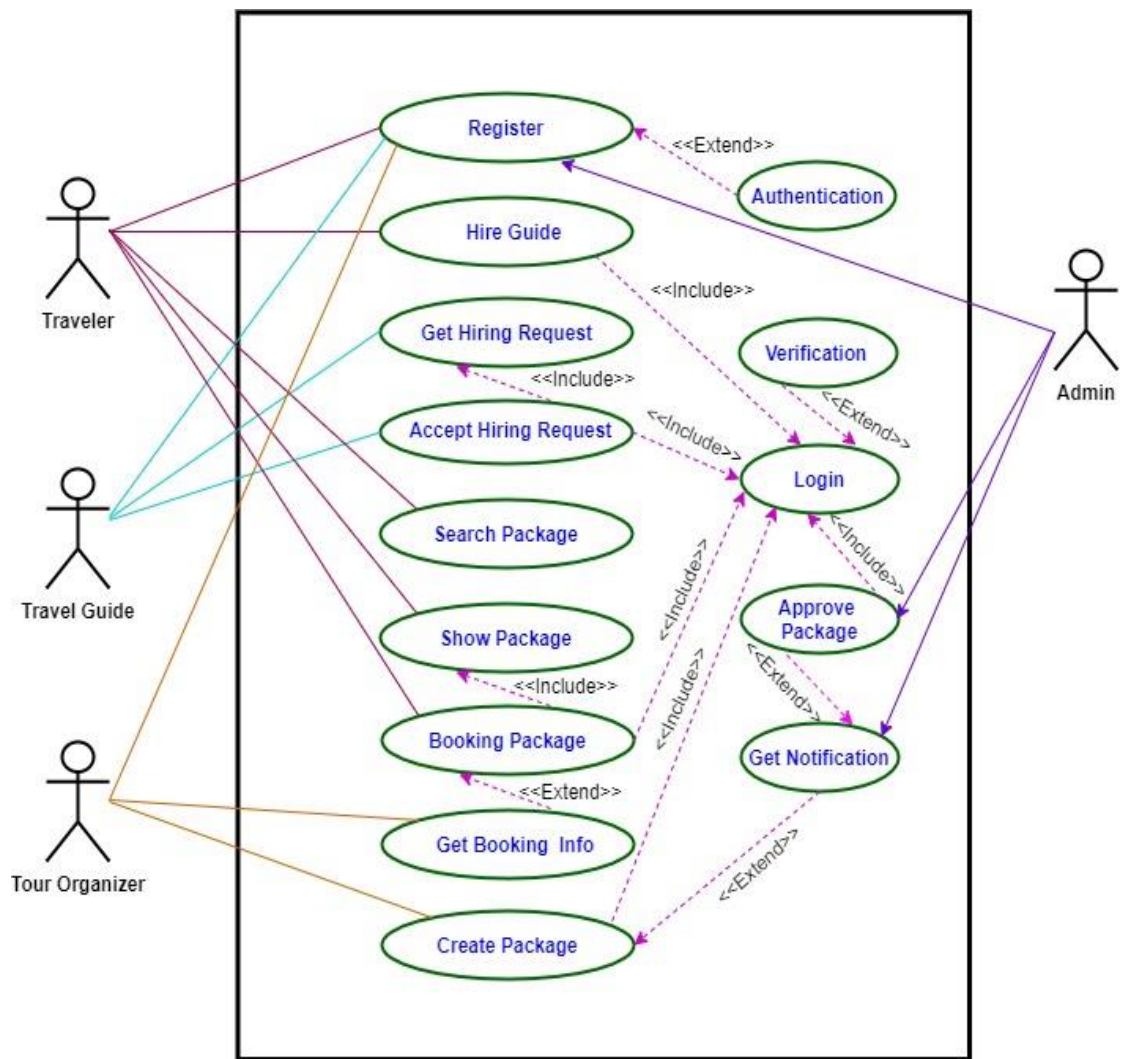 Register
<<Extend>>
Authentication
Hire Guide
<<Include>>
Traveler
Get Hiring Request
<<Include>>
Verification
<<Extend>>
Admin
Accept Hiring Request
<<Include>>
Login
Search Package
<<Include>>
Travel Guide
Approve
Package
<<Include>>
Show Package
<<Include>>
<<Include>>
<<Extend>>
Booking Package
Get Notification
<<Extend>>
Get Booking Info
<<Extend>>
Tour Organizer
Create Package